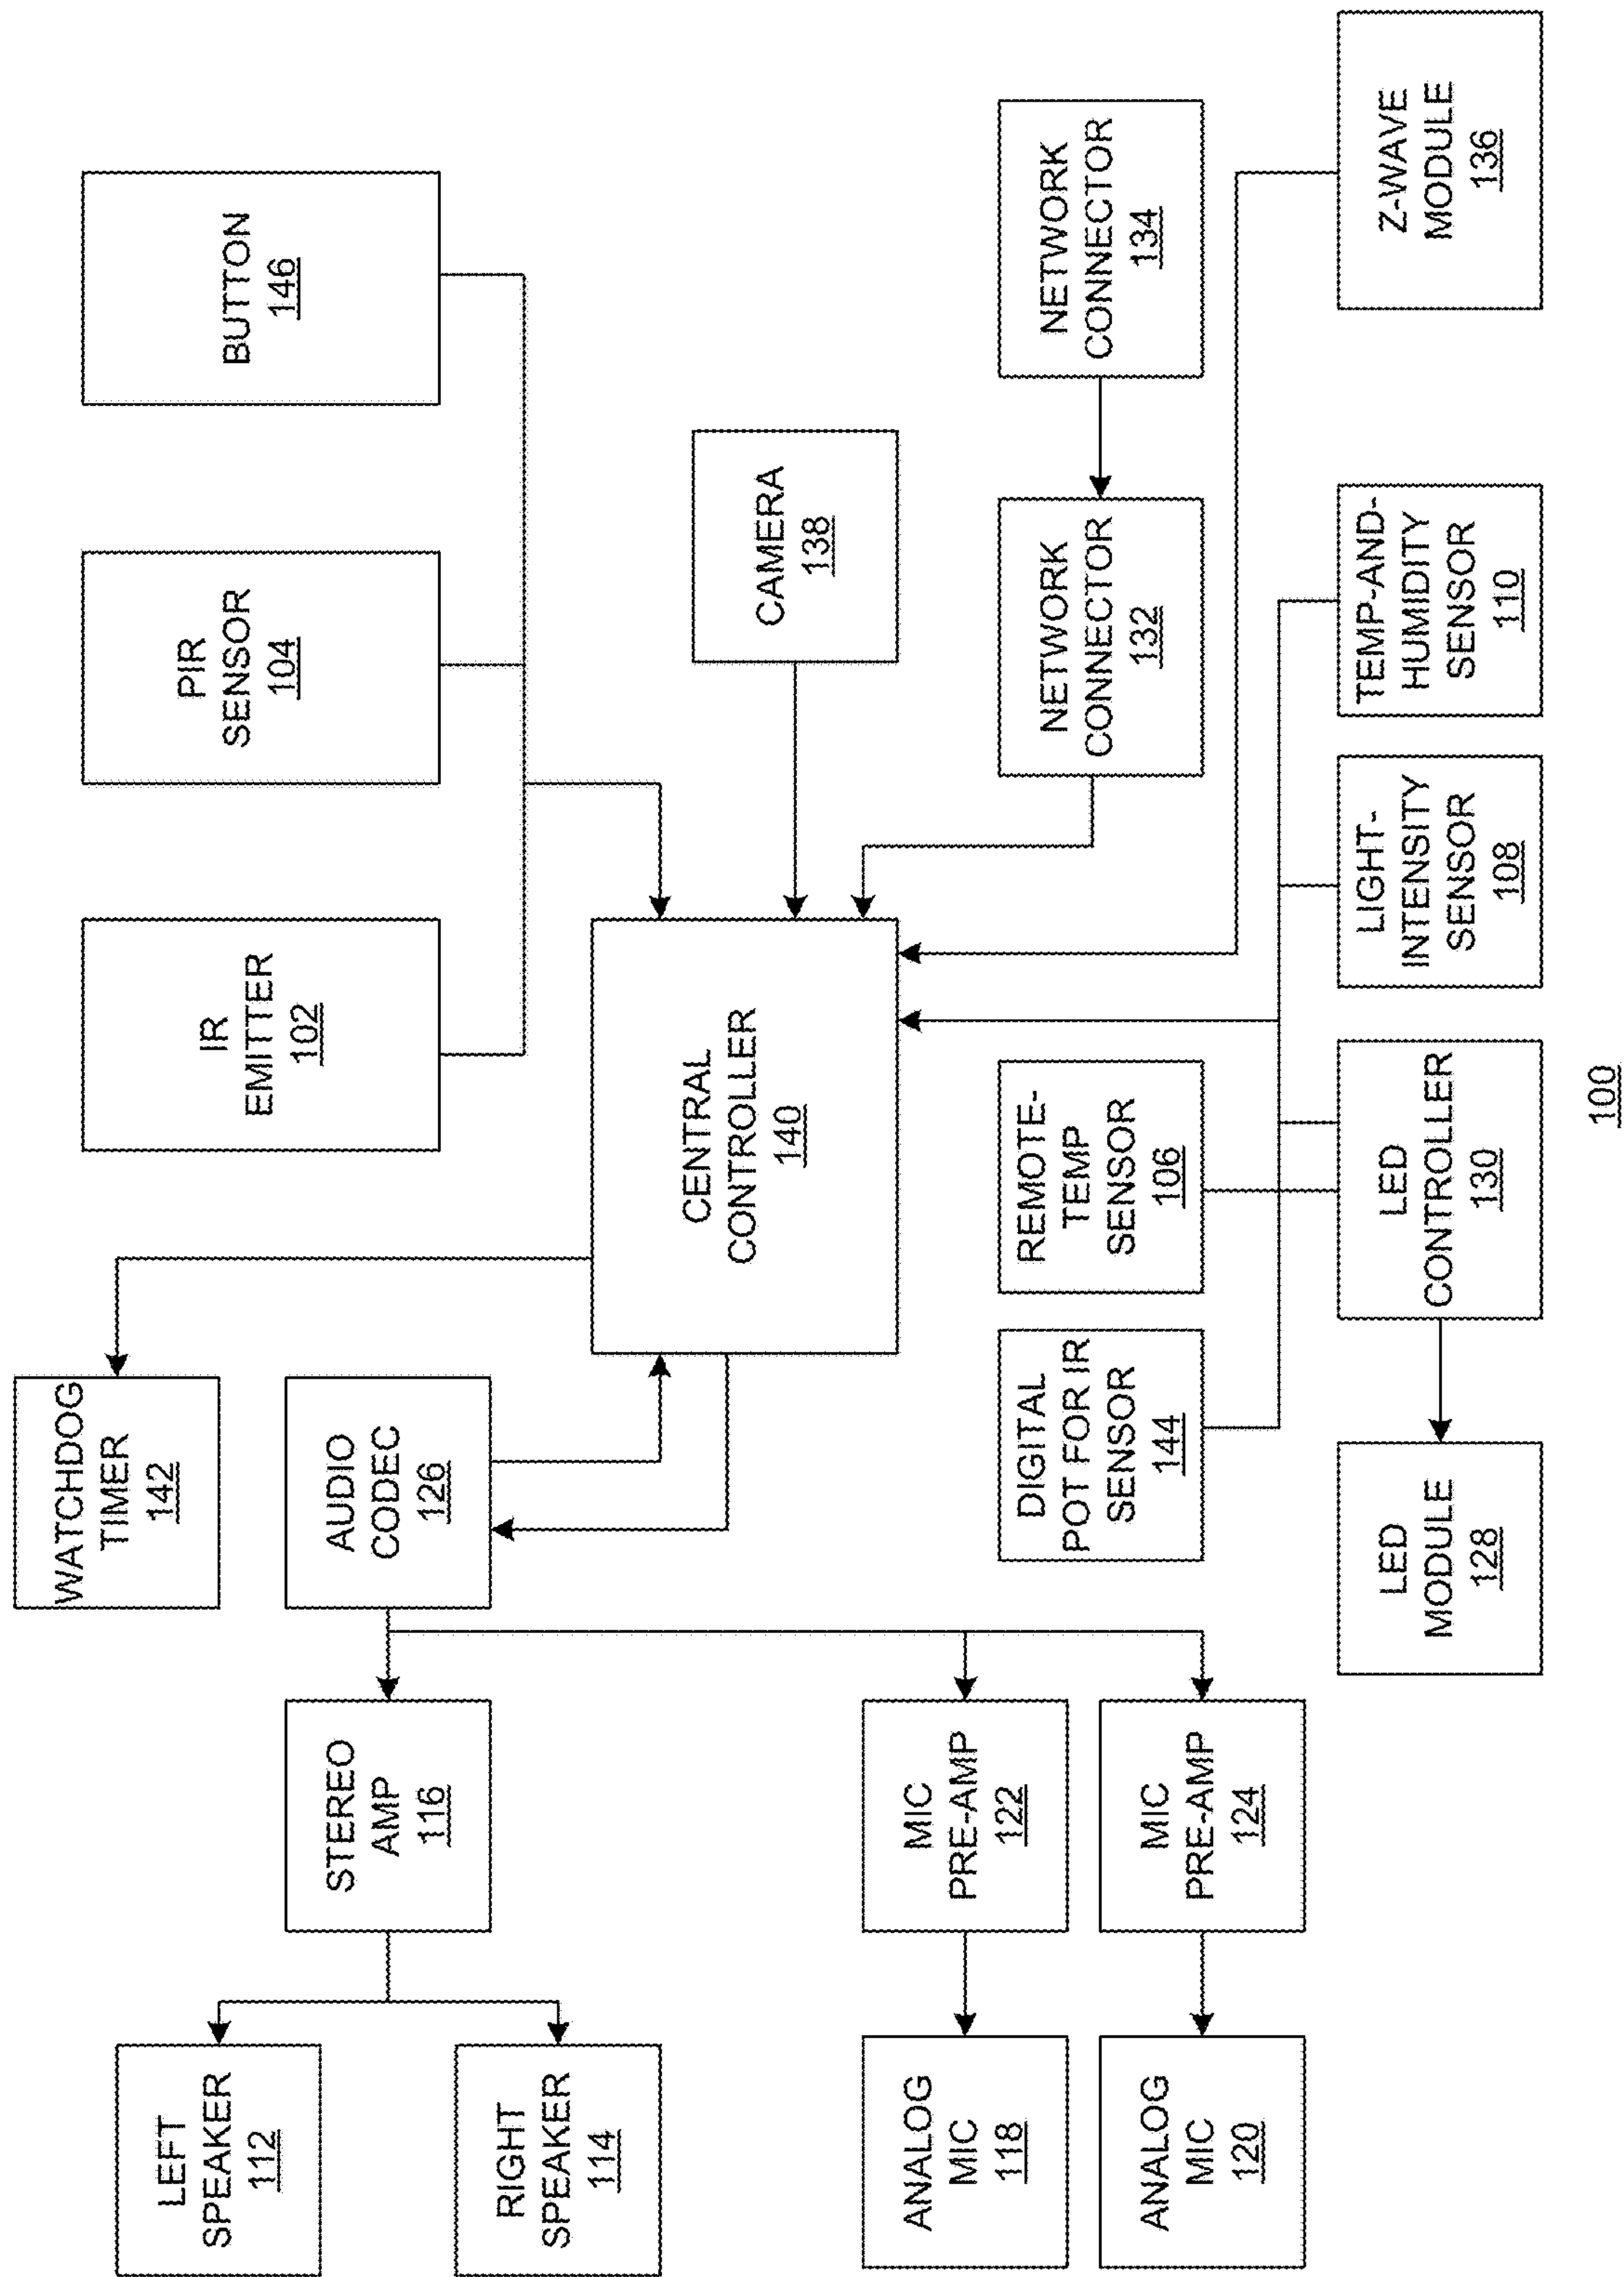 WATCHDOG
TIMER
142
IR
EMITTER
102
PIR
SENSOR
104
BUTTON
146
LEFT
SPEAKER
112
RIGHT
SPEAKER
114
STEREO
AMP
116
AUDIO
CODEC
126
CENTRAL
CONTROLLER
140
CAMERA
138
ANALOG
MIC
118
MIC
PRE-AMP
122
ANALOG
MIC
120
MIC
PRE-AMP
124
DIGITAL
POT FOR IR
SENSOR
144
REMOTE-
TEMP
SENSOR
106
NETWORK
CONNECTOR
132
NETWORK
CONNECTOR
134
LED
MODULE
128
LED
CONTROLLER
130
LIGHT-
INTENSITY
SENSOR
108
TEMP-AND-
HUMIDITY
SENSOR
110
Z-WAVE
MODULE
136
100